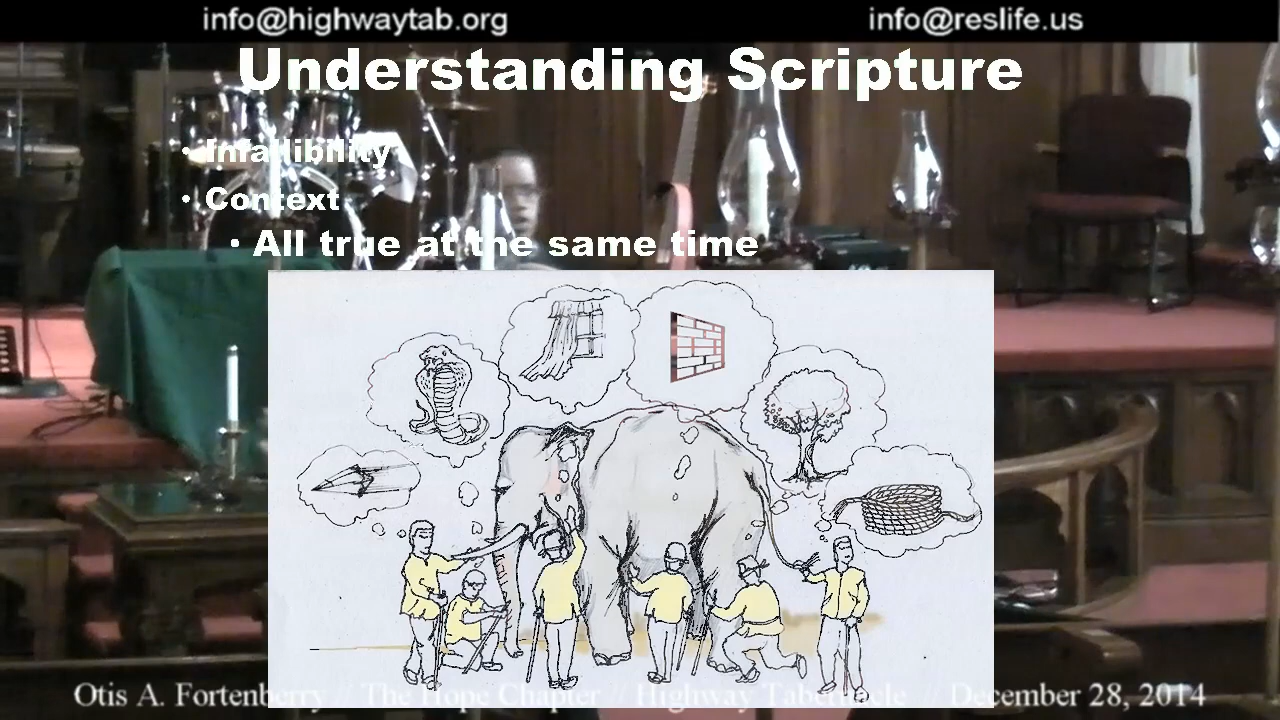 info@highwaytab.org info@reslife.us
Understanding Scripture
• Infallibility
• Context
• All true at the same time
Otis A. Fortenberry // The Hope Chapter // Highway Tabernacle // December 28, 2014